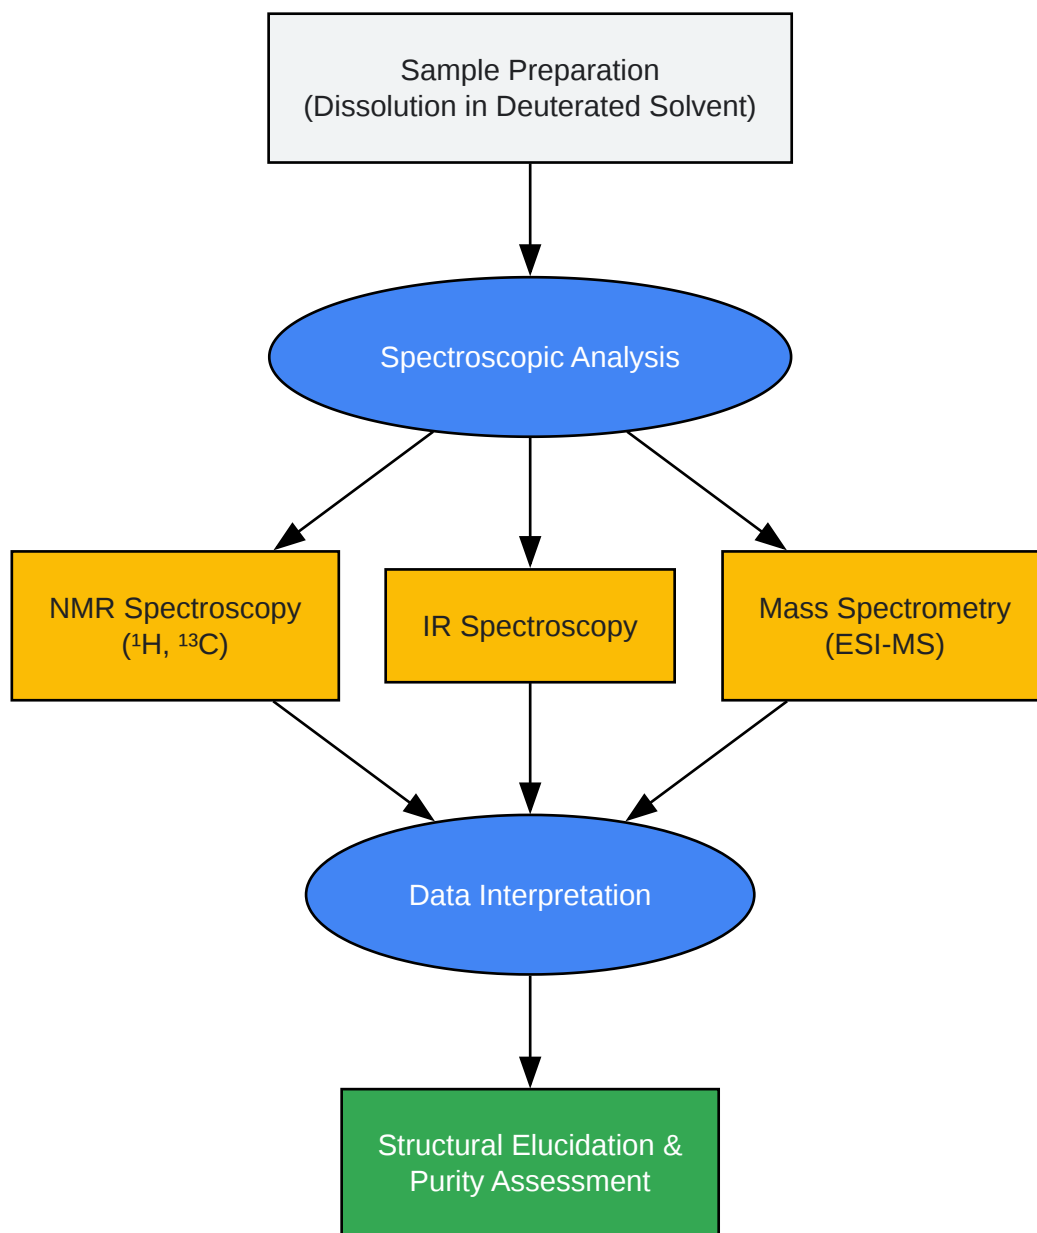 Sample Preparation
(Dissolution in Deuterated Solvent)
Spectroscopic Analysis
NMR Spectroscopy
(¹H, ¹³C)
IR Spectroscopy
Mass Spectrometry
(ESI-MS)
Data Interpretation
Structural Elucidation &
Purity Assessment